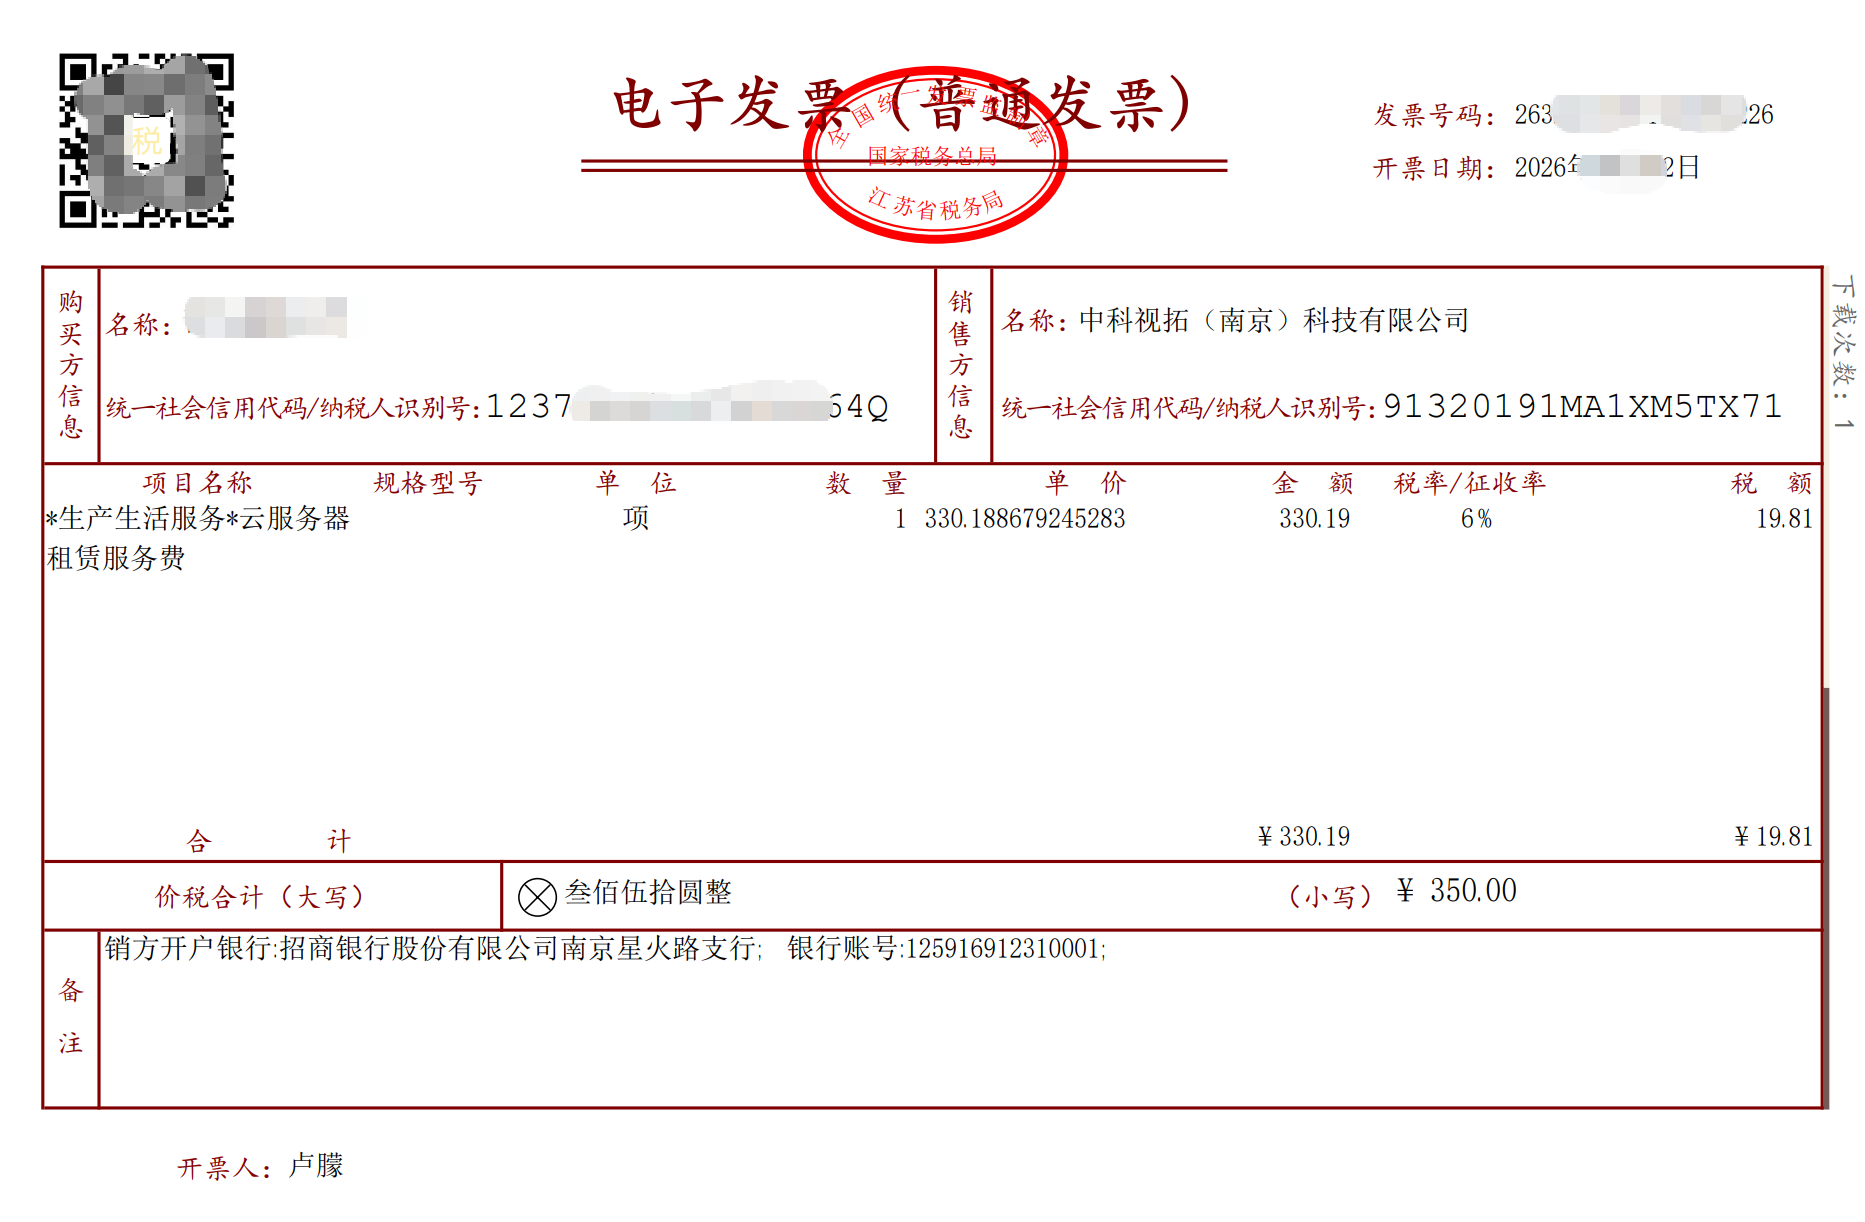 电子发票（普通发票）
全国统一发票监制章
国家税务总局
江苏省税务局
税
发票号码：263 226
开票日期：2026年 2日
下载次数：1
购买方信息
名称：
统一社会信用代码/纳税人识别号：1237 64Q
销售方信息
名称：中科视拓（南京）科技有限公司
统一社会信用代码/纳税人识别号：91320191MA1XM5TX71
项目名称 规格型号 单位 数量 单价 金额 税率/征收率 税额
*生产生活服务*云服务器 项 1 330.188679245283 330.19 6% 19.81
租赁服务费
合计 ¥330.19 ¥19.81
价税合计（大写） 叁佰伍拾圆整 （小写） ¥ 350.00
备注
销方开户银行:招商银行股份有限公司南京星火路支行; 银行账号:125916912310001;
开票人：卢朦